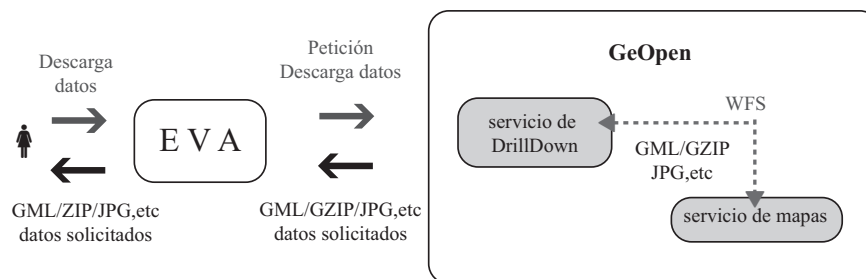 Descarga
datos
E V A
GML/ZIP/JPG,etc
datos solicitados
Petición
Descarga datos
GML/GZIP/JPG,etc
datos solicitados
GeOpen
servicio de
DrillDown
WFS
GML/GZIP
JPG,etc
servicio de mapas